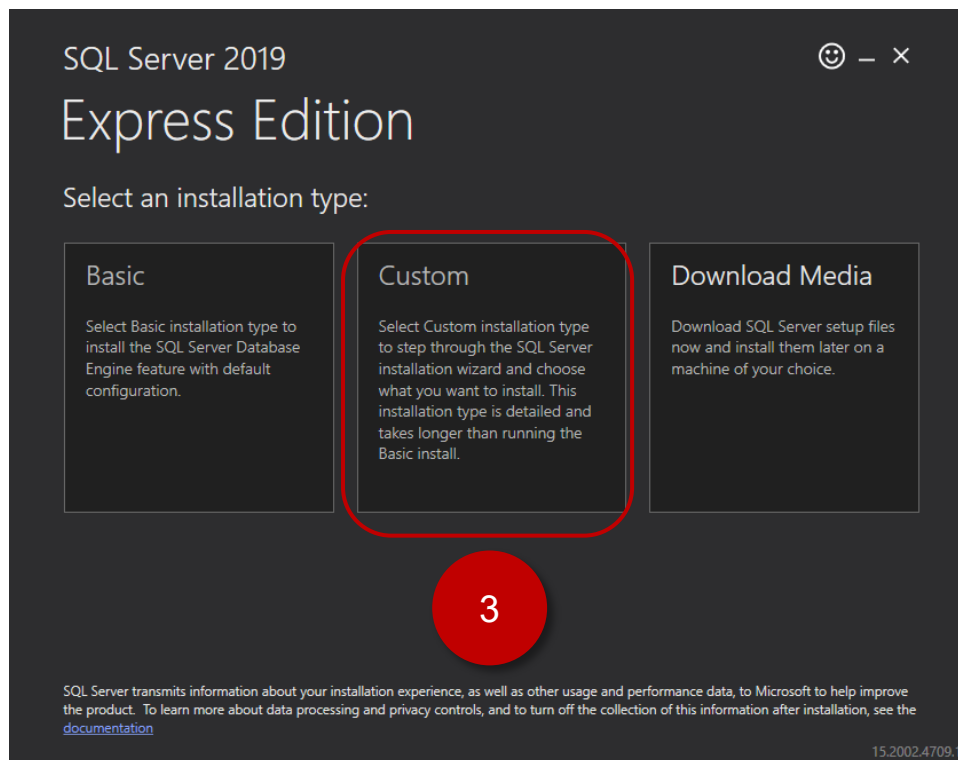 SQL Server 2019
Express Edition
Select an installation type:
Basic
Select Basic installation type to
install the SQL Server Database
Engine feature with default
configuration.
Custom
Select Custom installation type
to step through the SQL Server
installation wizard and choose
what you want to install. This
installation type is detailed and
takes longer than running the
Basic install.
Download Media
Download SQL Server setup files
now and install them later on a
machine of your choice.
3
SQL Server transmits information about your installation experience, as well as other usage and performance data, to Microsoft to help improve
the product. To learn more about data processing and privacy controls, and to turn off the collection of this information after installation, see the
documentation
15.2002.4709.1